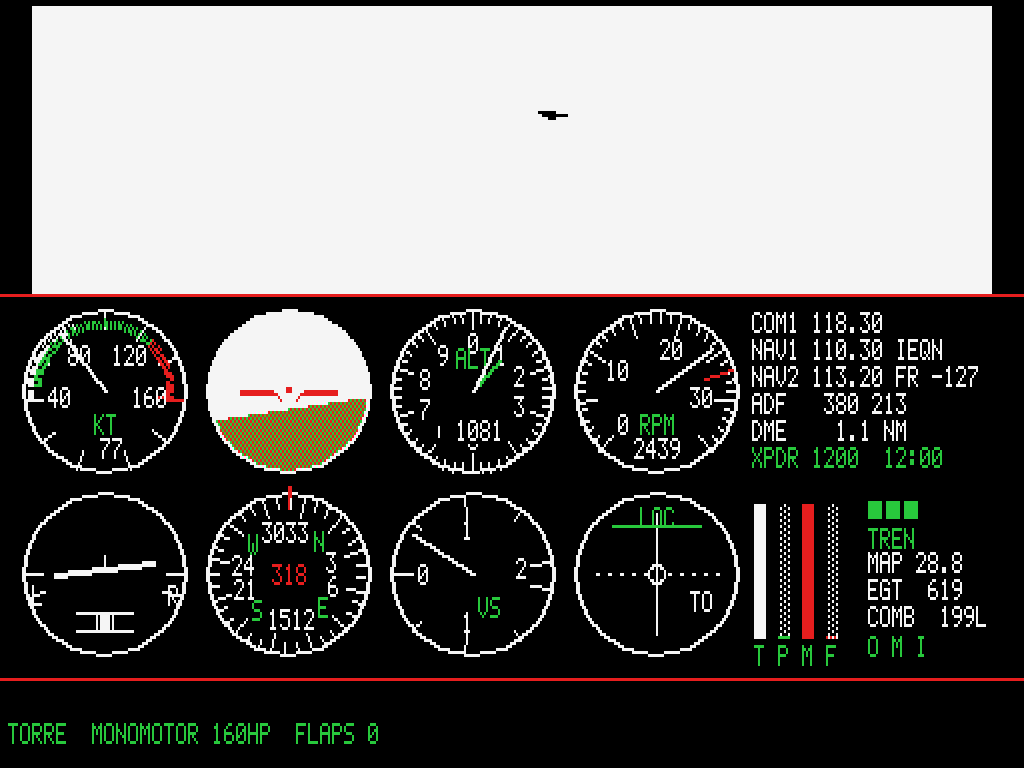 80 120
40 160
KT
77
0
9 ALT
8 2
7 3
1081
20
10
30
0 RPM
2439
COM1 118.30
NAV1 110.30 IEQN
NAV2 113.20 FR -127
ADF 380 213
DME 1.1 NM
XPDR 1200 12:00
L R
3033
W N
24 3
318
21 6
S E
1512
1
0 2
VS
1
LOC
TO
T P M F
TREN
MAP 28.8
EGT 619
COMB 199L
O M I
TORRE MONOMOTOR 160HP FLAPS 0